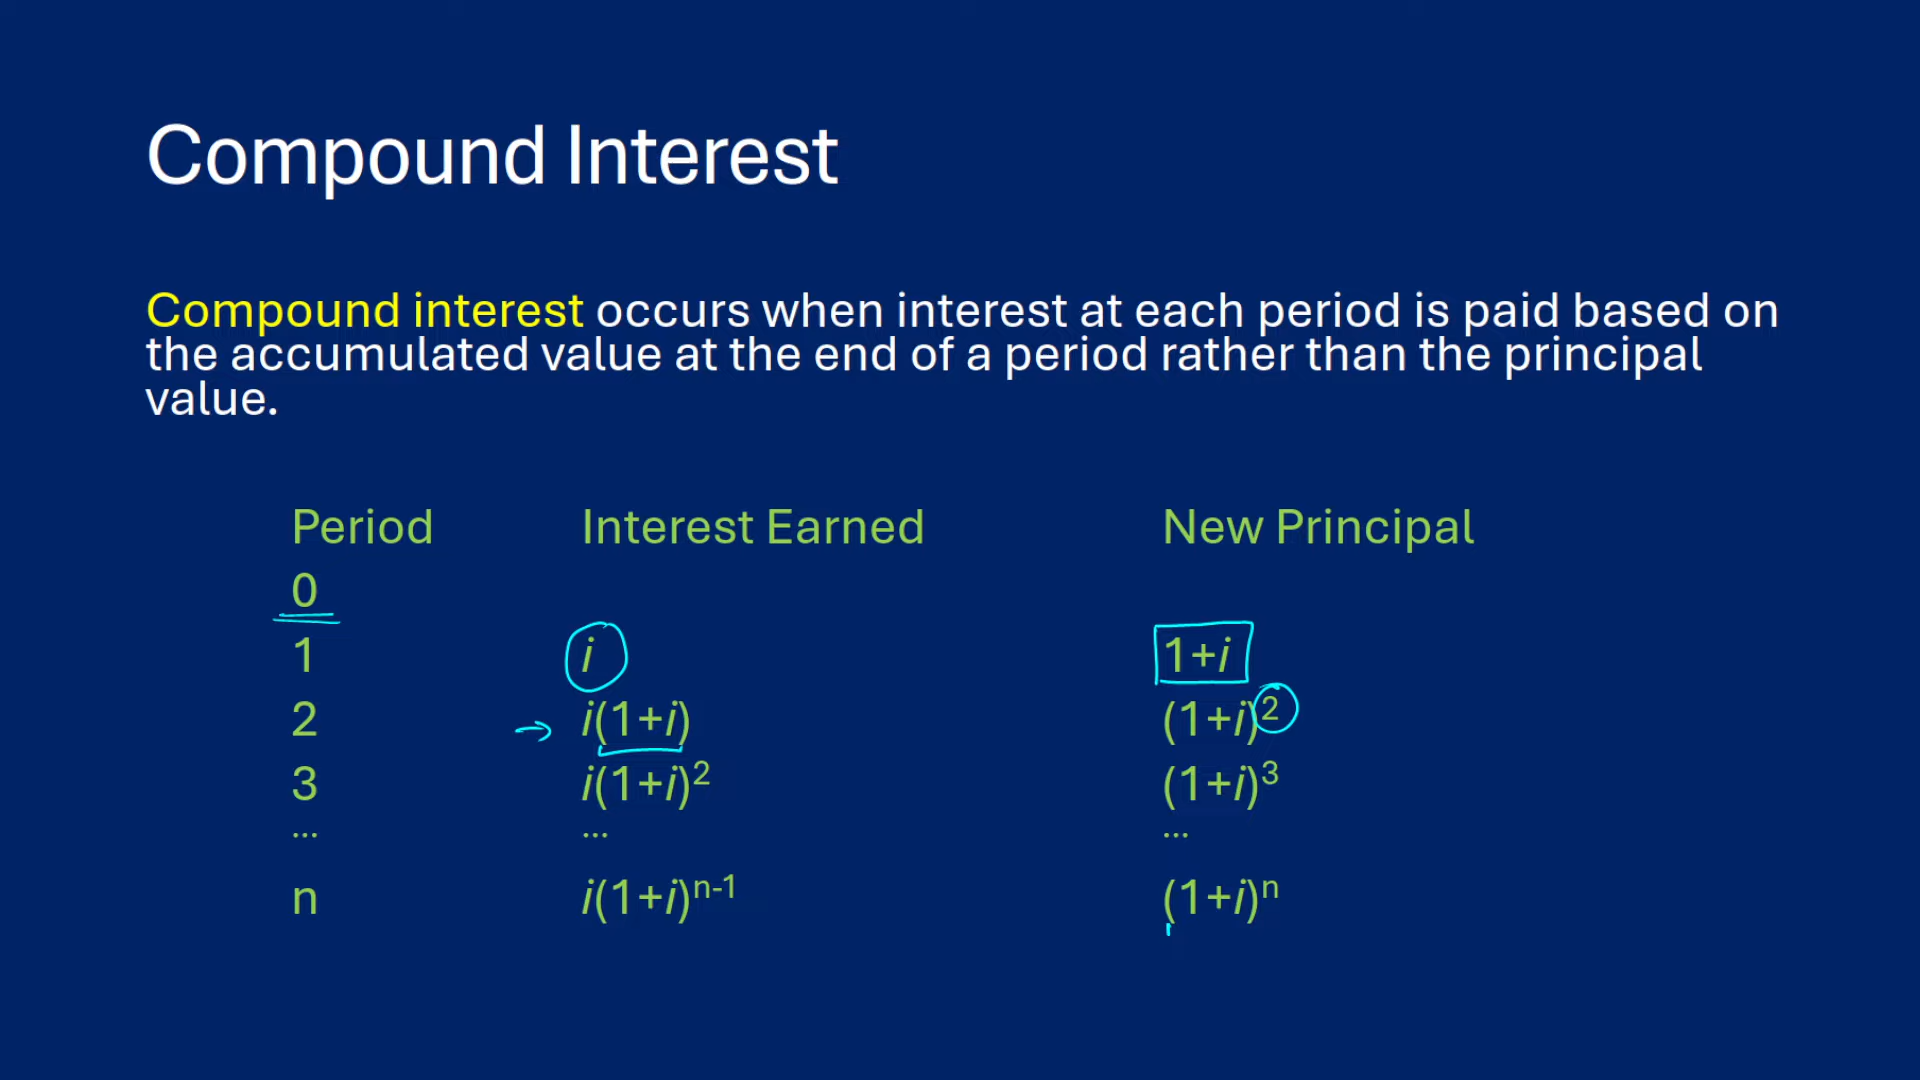 Compound Interest
Compound interest occurs when interest at each period is paid based on
the accumulated value at the end of a period rather than the principal
value.
Period Interest Earned New Principal
0
1 i 1+i
2 i(1+i) (1+i)²
3 i(1+i)² (1+i)³
... ... ...
n i(1+i)ⁿ⁻¹ (1+i)ⁿ